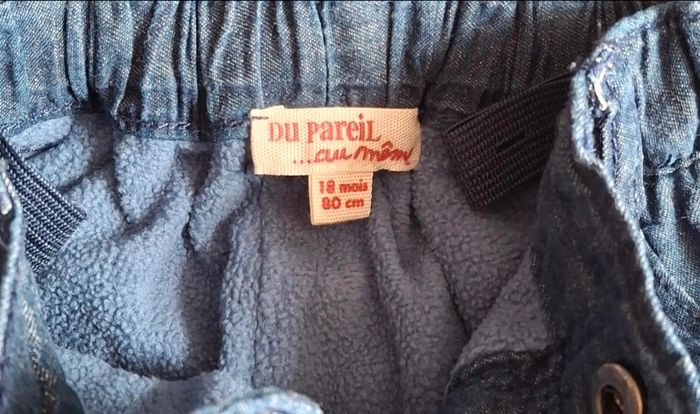 DU PAREIL
...au même
18 mois
80 cm